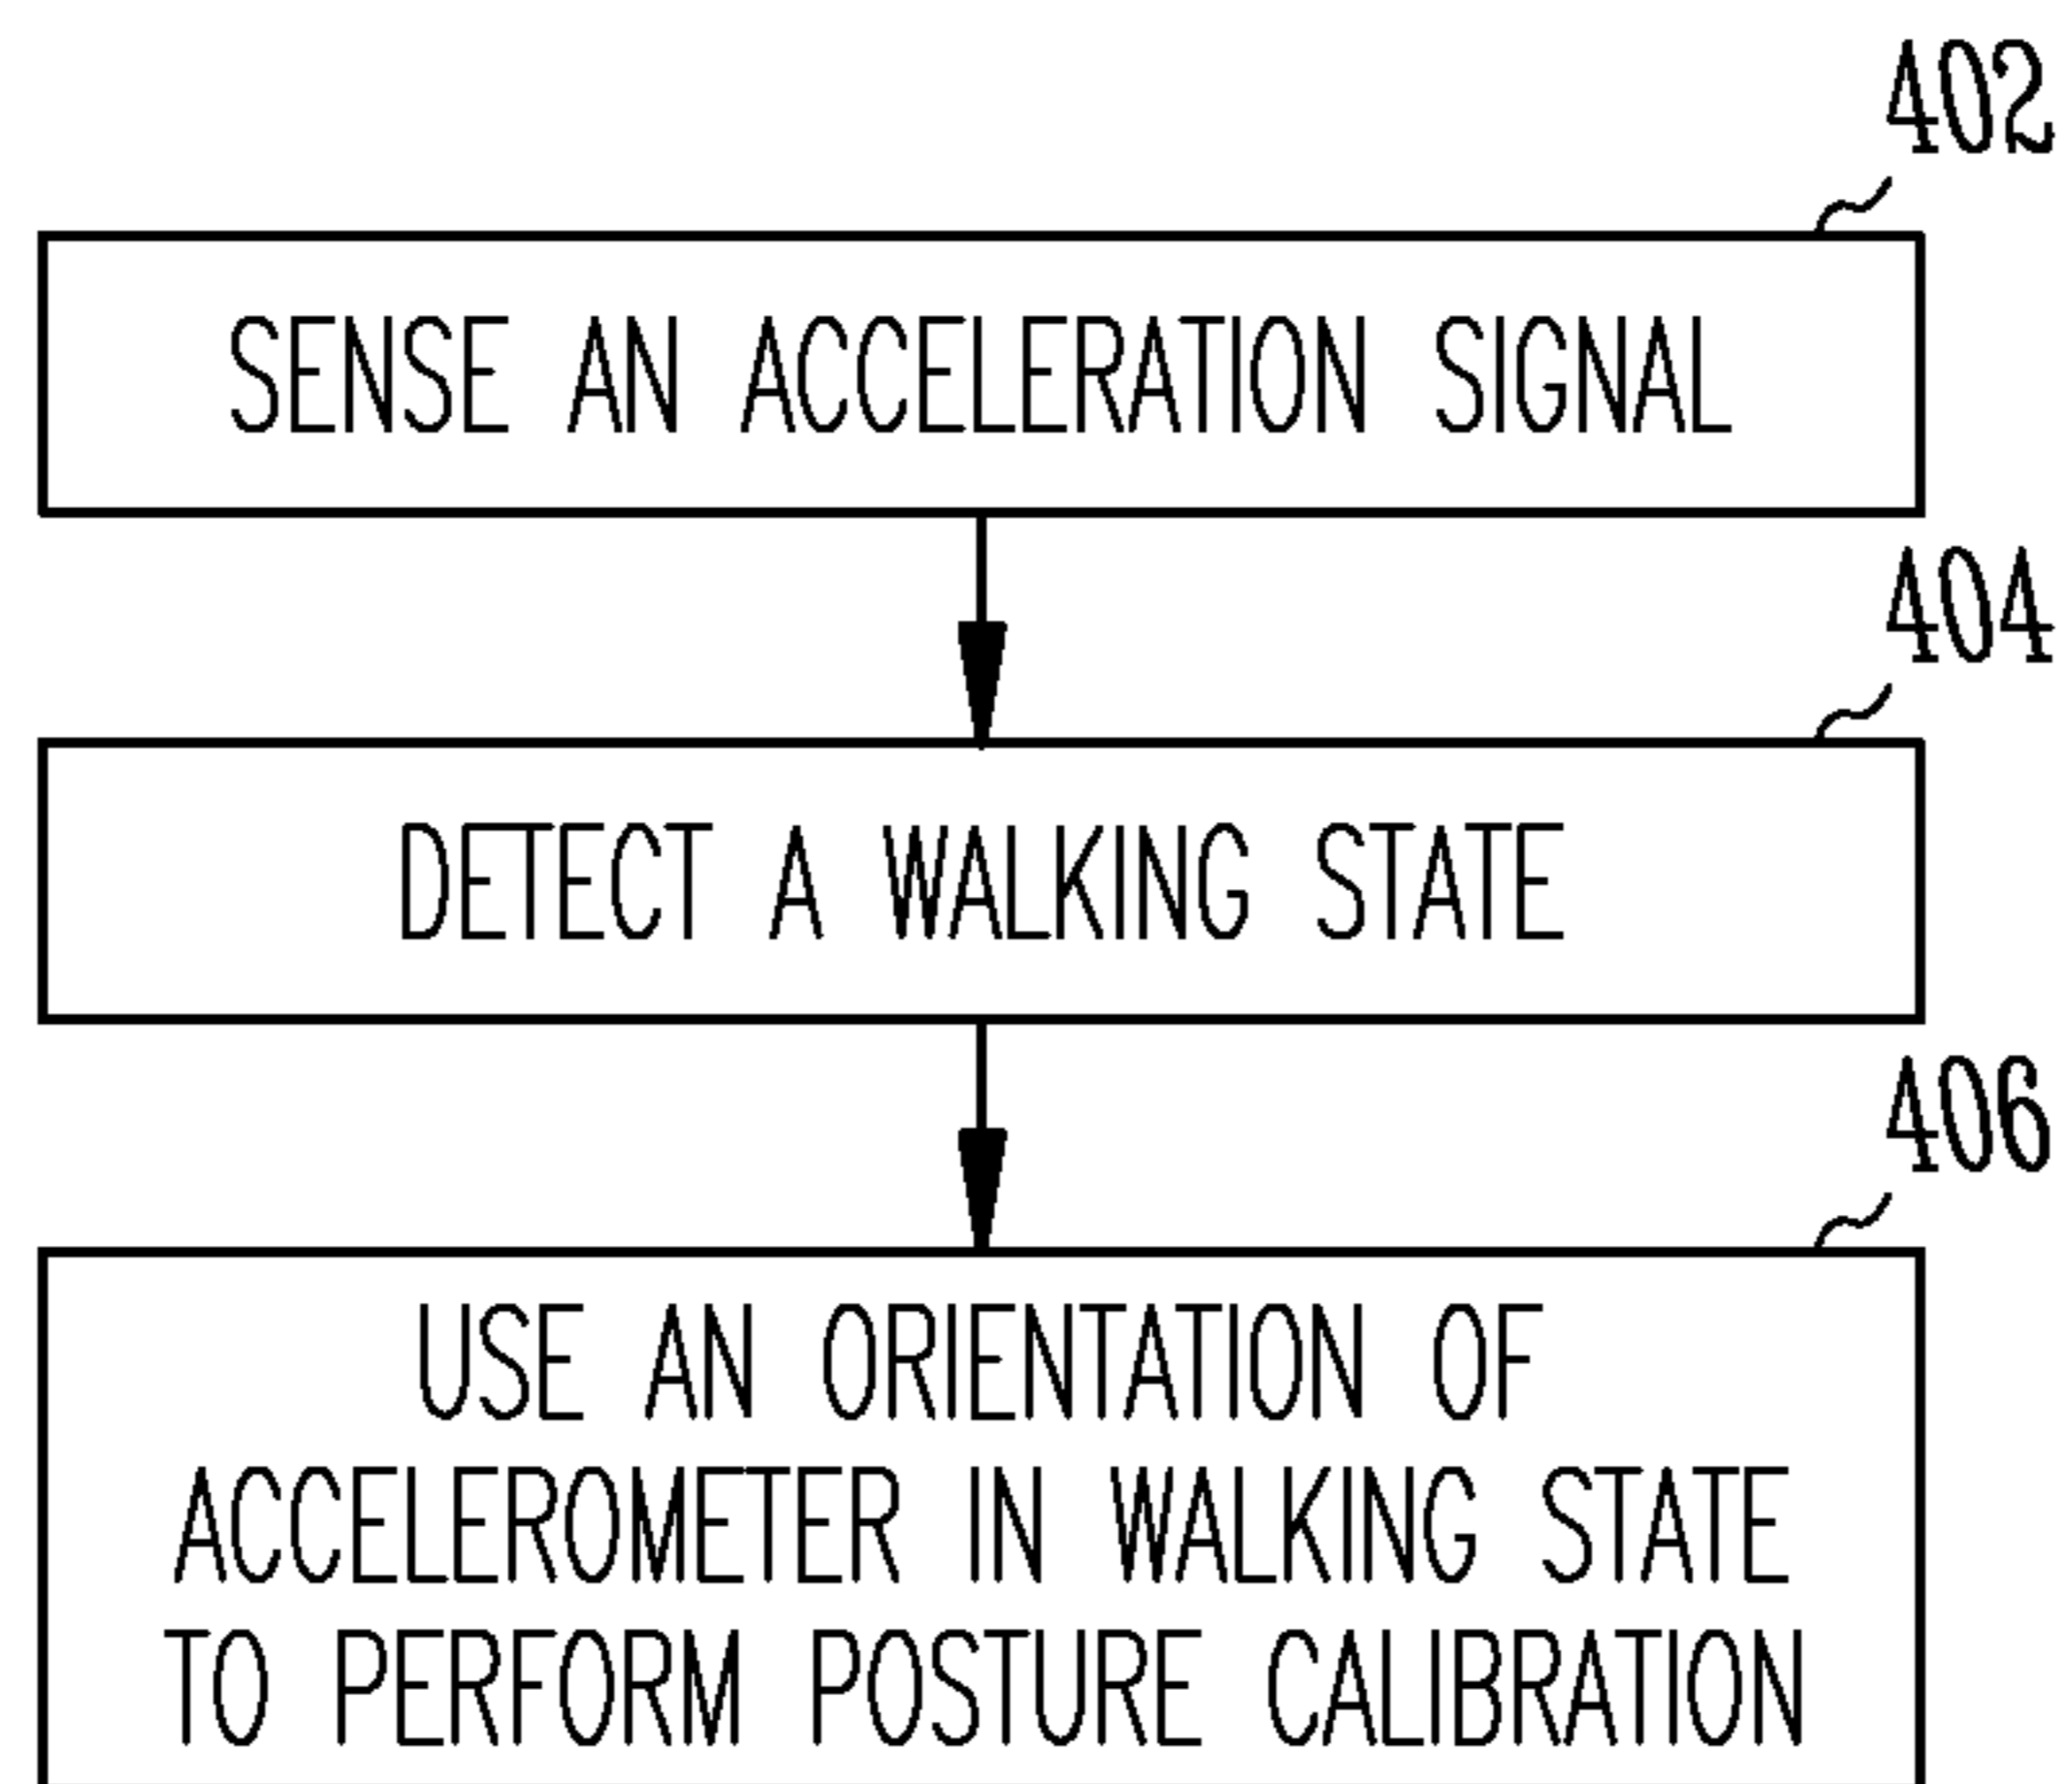 402
SENSE AN ACCELERATION SIGNAL
404
DETECT A WALKING STATE
406
USE AN ORIENTATION OF
ACCELEROMETER IN WALKING STATE
TO PERFORM POSTURE CALIBRATION